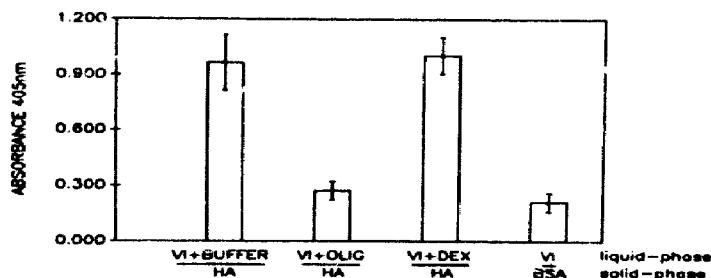 1.200
0.900
0.600
0.300
0.000
ABSORBANCE 405nm
VI+BUFFER VI+OLIG VI+DEX VI liquid-phase
HA HA HA BSA solid-phase